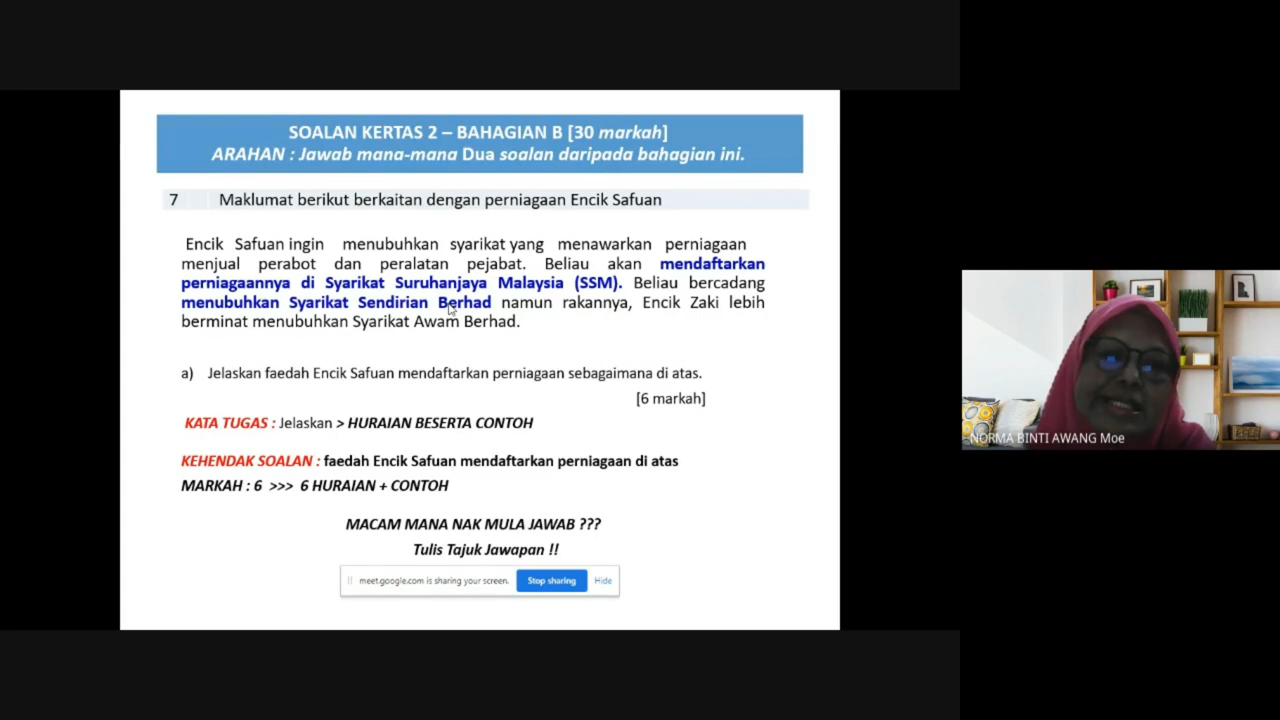 SOALAN KERTAS 2 – BAHAGIAN B [30 markah]
ARAHAN : Jawab mana-mana Dua soalan daripada bahagian ini.
7 Maklumat berikut berkaitan dengan perniagaan Encik Safuan
Encik Safuan ingin menubuhkan syarikat yang menawarkan perniagaan
menjual perabot dan peralatan pejabat. Beliau akan mendaftarkan
perniagaannya di Syarikat Suruhanjaya Malaysia (SSM). Beliau bercadang
menubuhkan Syarikat Sendirian Berhad namun rakannya, Encik Zaki lebih
berminat menubuhkan Syarikat Awam Berhad.
a) Jelaskan faedah Encik Safuan mendaftarkan perniagaan sebagaimana di atas.
[6 markah]
KATA TUGAS : Jelaskan > HURAIAN BESERTA CONTOH
KEHENDAK SOALAN : faedah Encik Safuan mendaftarkan perniagaan di atas
MARKAH : 6 >>> 6 HURAIAN + CONTOH
MACAM MANA NAK MULA JAWAB ???
Tulis Tajuk Jawapan !!
meet.google.com is sharing your screen. Stop sharing Hide
NORMA BINTI AWANG Moe